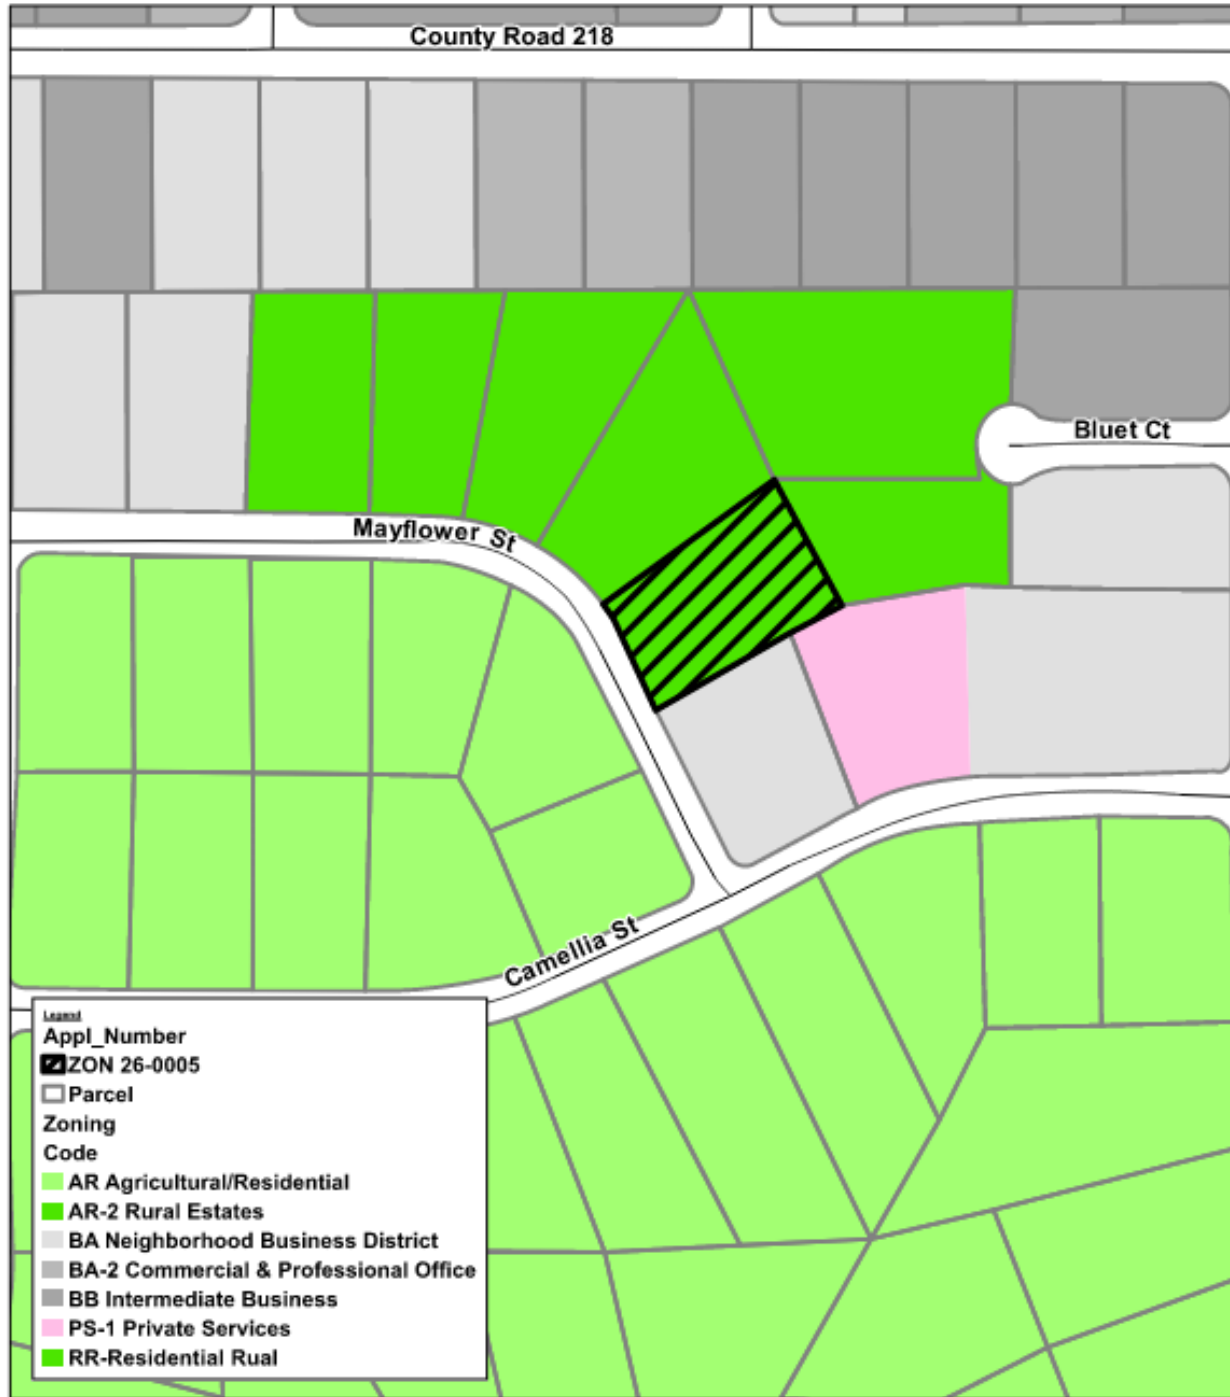 County Road 218
Bluet Ct
Mayflower St
Camellia St
Legend
Appl_Number
ZON 26-0005
Parcel
Zoning
Code
AR Agricultural/Residential
AR-2 Rural Estates
BA Neighborhood Business District
BA-2 Commercial & Professional Office
BB Intermediate Business
PS-1 Private Services
RR-Residential Rual